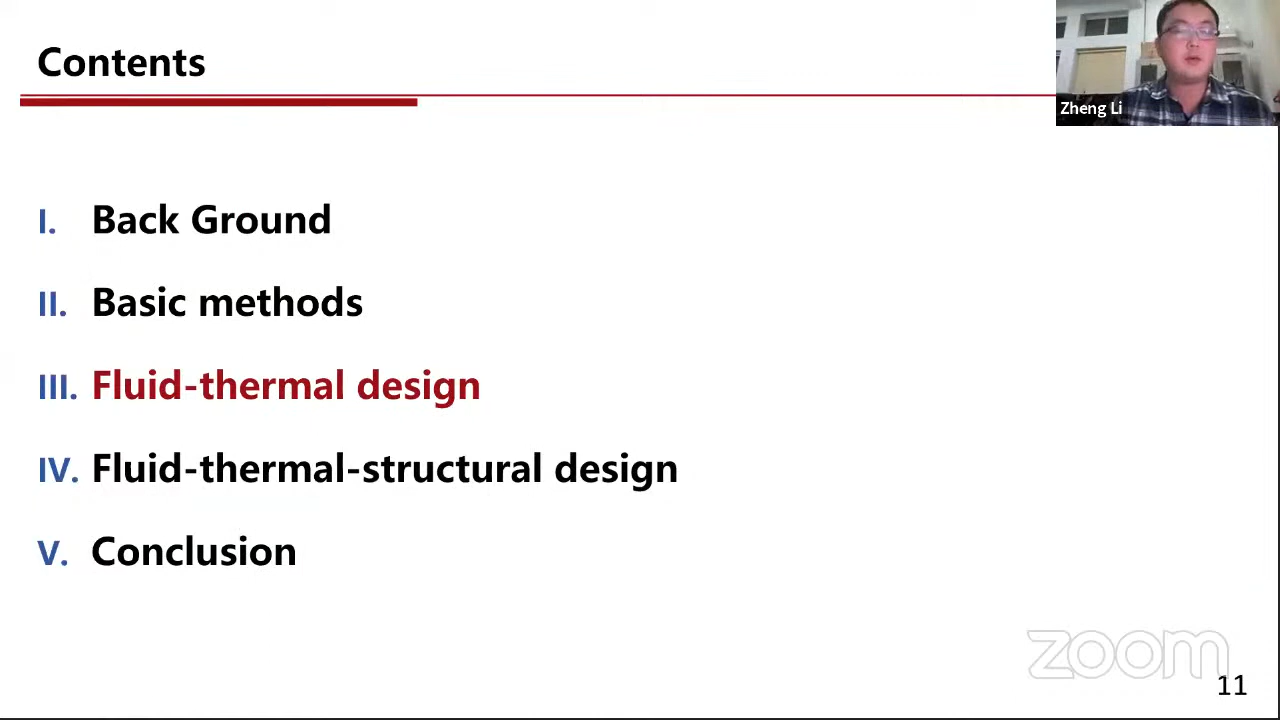 Contents
Zheng Li
I. Back Ground
II. Basic methods
III. Fluid-thermal design
IV. Fluid-thermal-structural design
V. Conclusion
zoom
11